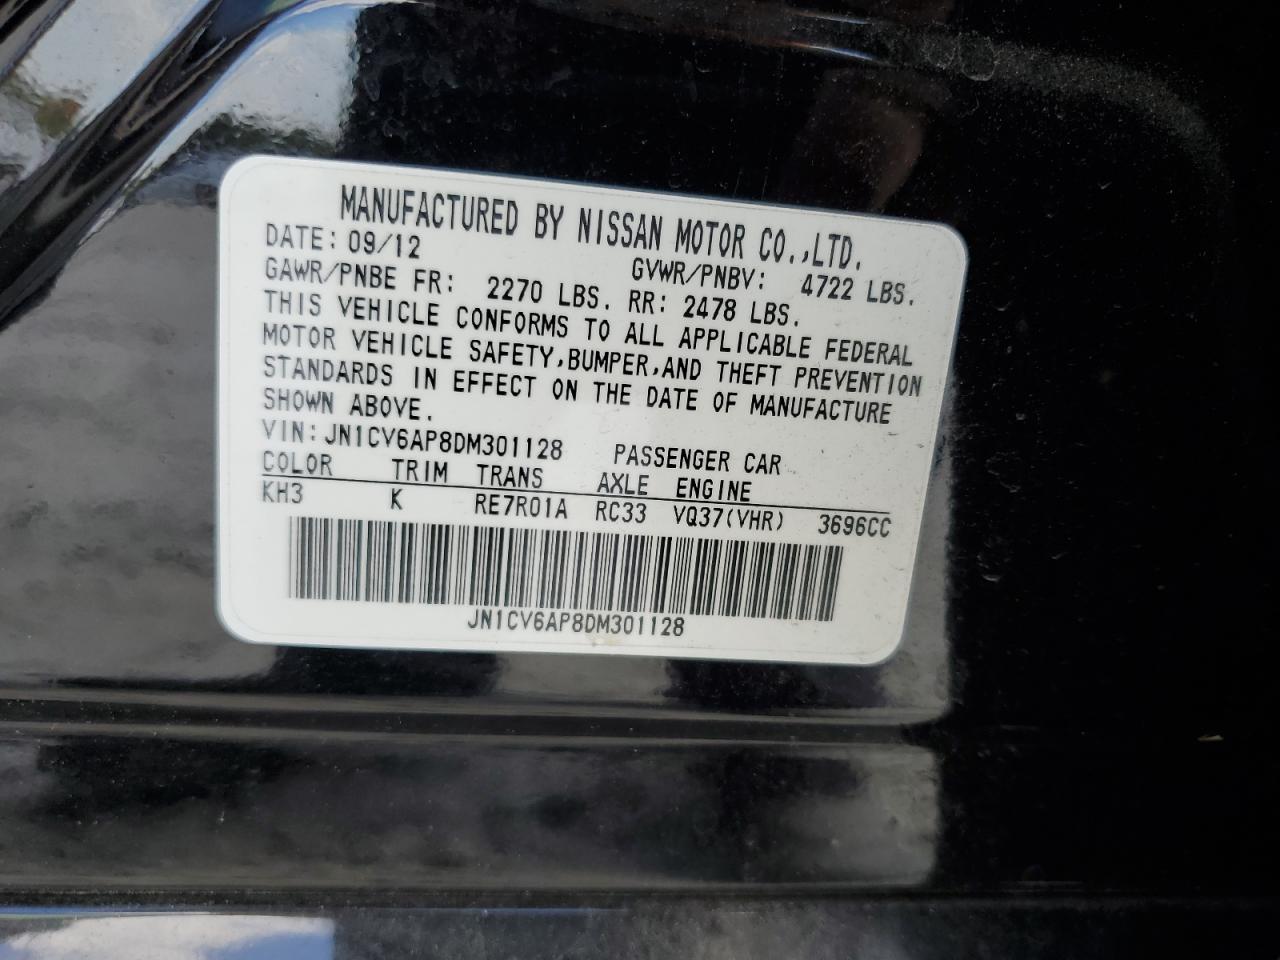 MANUFACTURED BY NISSAN MOTOR CO.,LTD.
DATE: 09/12 GVWR/PNBV: 4722 LBS.
GAWR/PNBE FR: 2270 LBS. RR: 2478 LBS.
THIS VEHICLE CONFORMS TO ALL APPLICABLE FEDERAL
MOTOR VEHICLE SAFETY,BUMPER,AND THEFT PREVENTION
STANDARDS IN EFFECT ON THE DATE OF MANUFACTURE
SHOWN ABOVE.
VIN: JN1CV6AP8DM301128 PASSENGER CAR
COLOR TRIM TRANS AXLE ENGINE
KH3 K RE7R01A RC33 VQ37(VHR) 3696CC
JN1CV6AP8DM301128